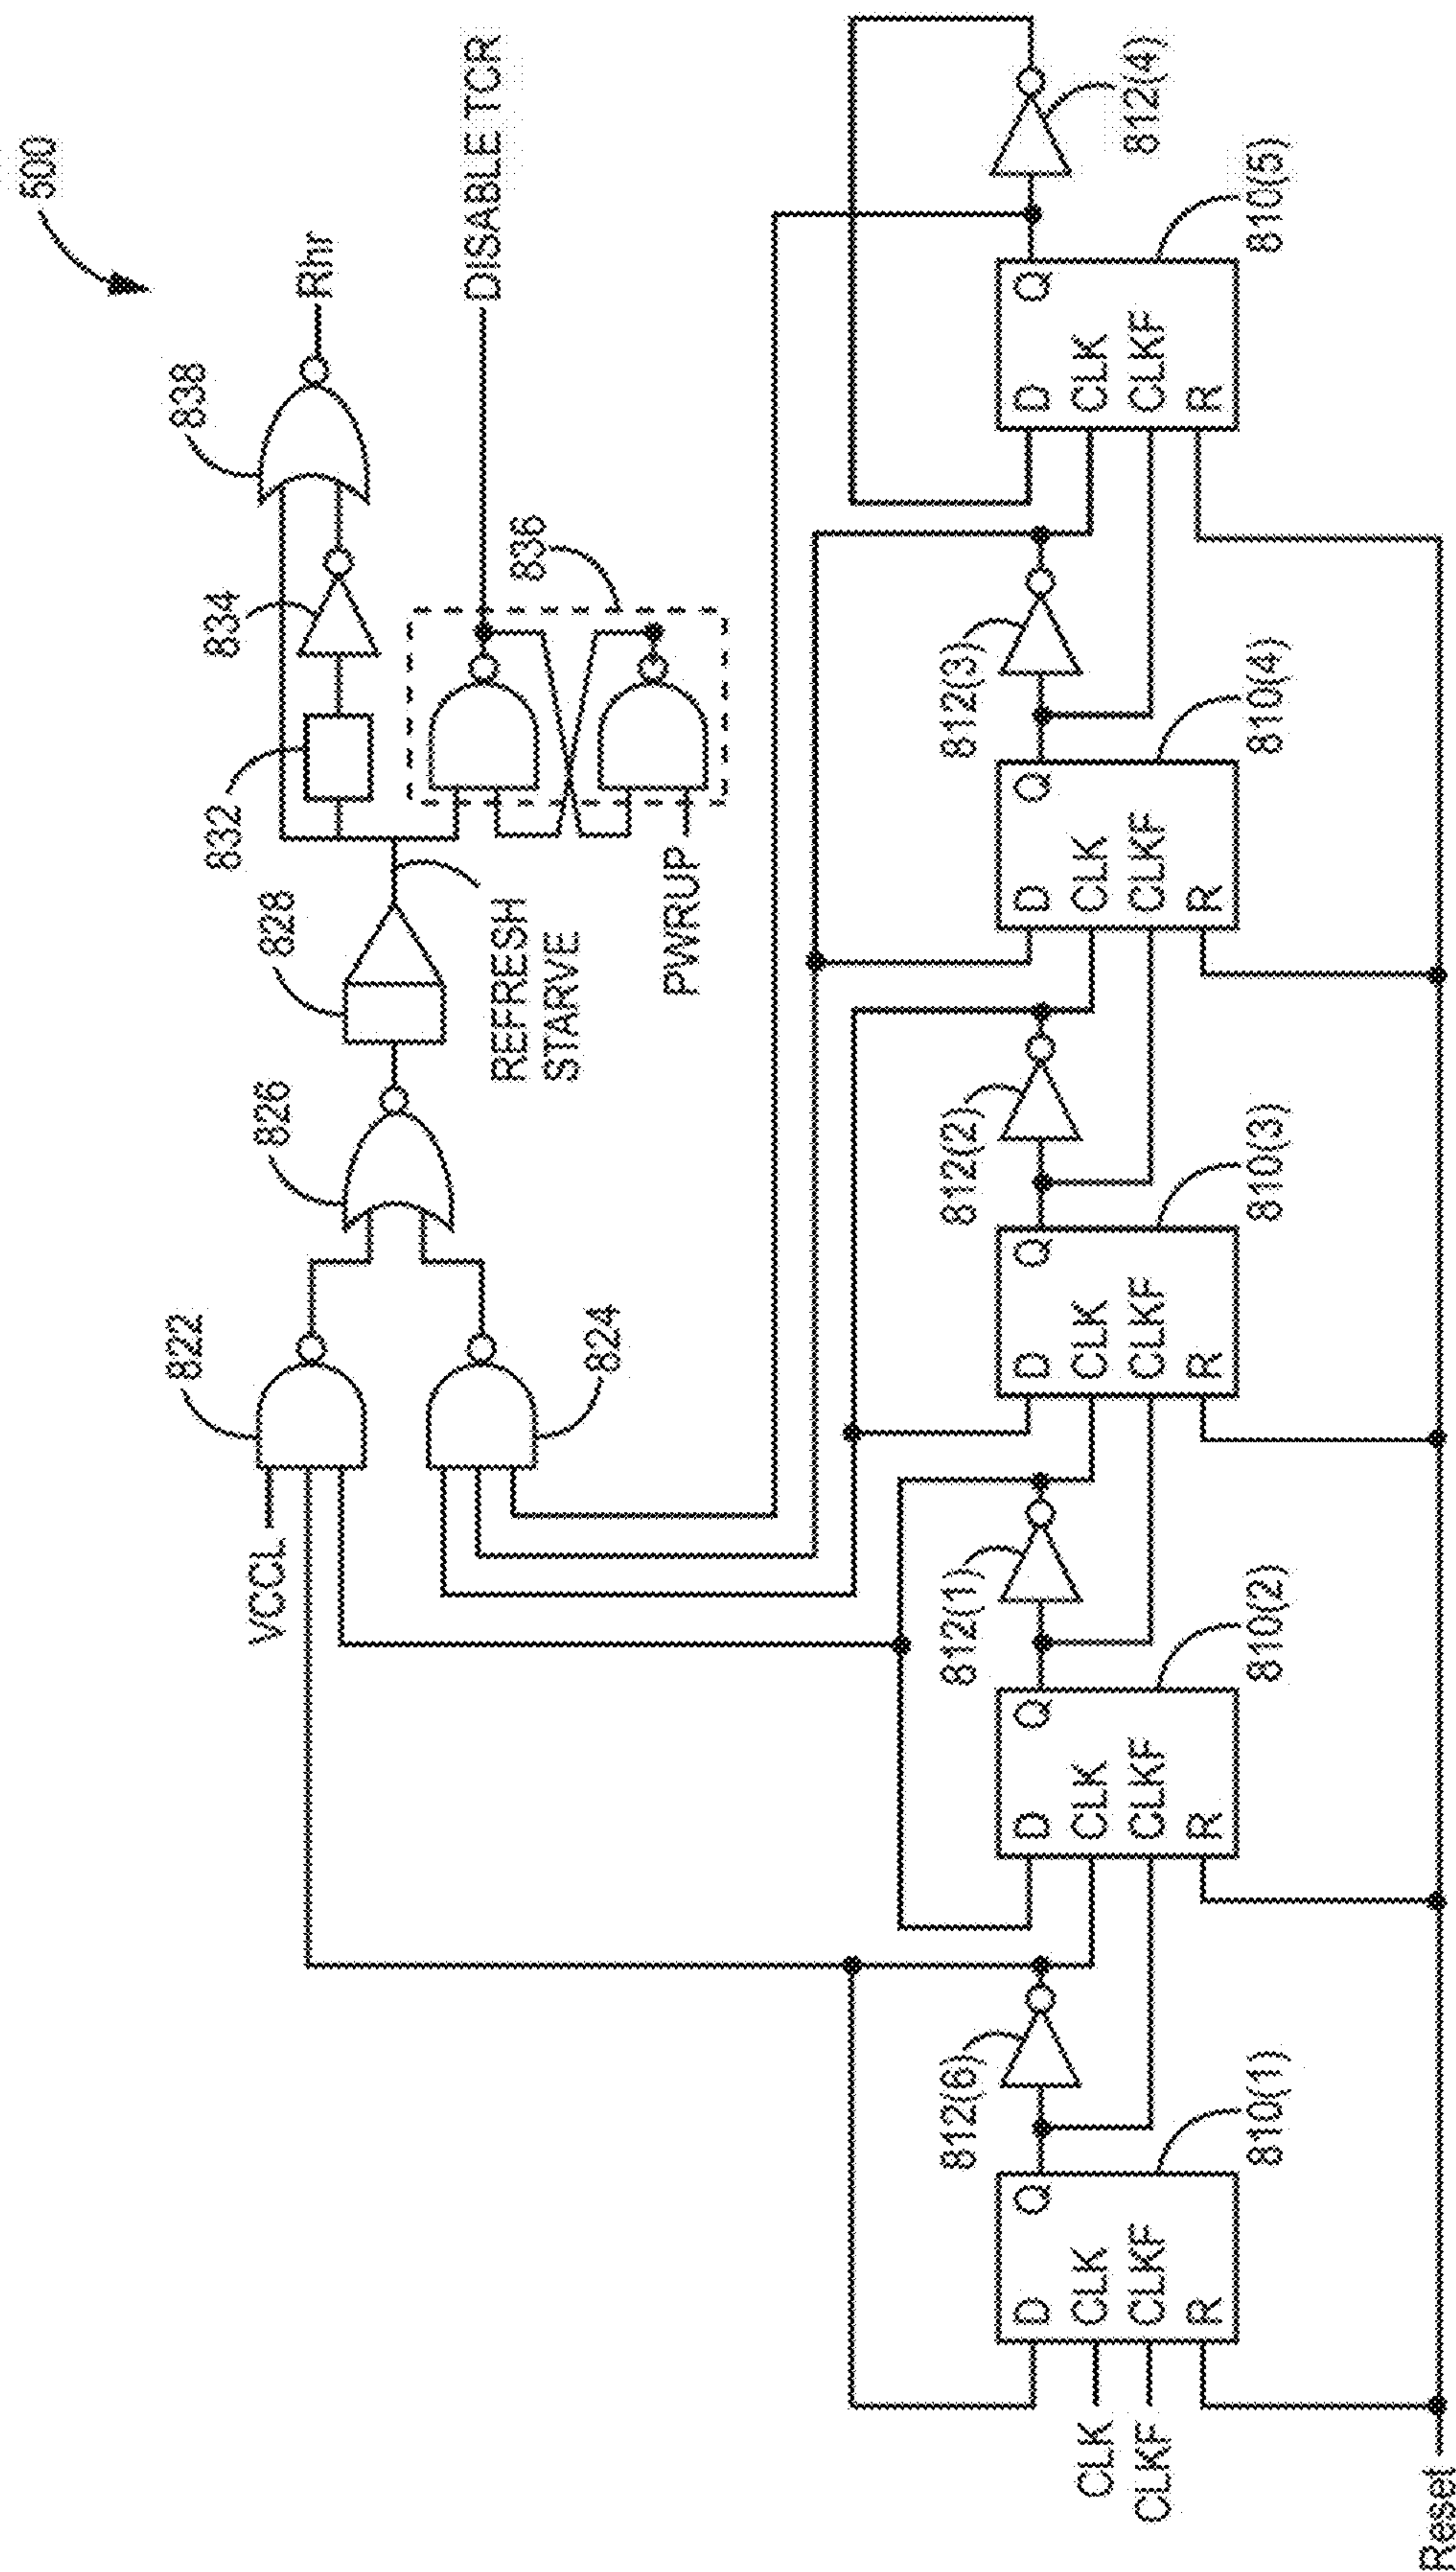 500
838
Rhr
834
832
828
826
822
VCCL
DISABLE TCR
836
REFRESH
STARVE
PWRUP
824
812(6)
812(1)
812(2)
812(3)
812(4)
D
Q
CLK
CLKF
R
810(1)
D
Q
CLK
CLKF
R
810(2)
D
Q
CLK
CLKF
R
810(3)
D
Q
CLK
CLKF
R
810(4)
D
Q
CLK
CLKF
R
810(5)
CLK
CLKF
Reset